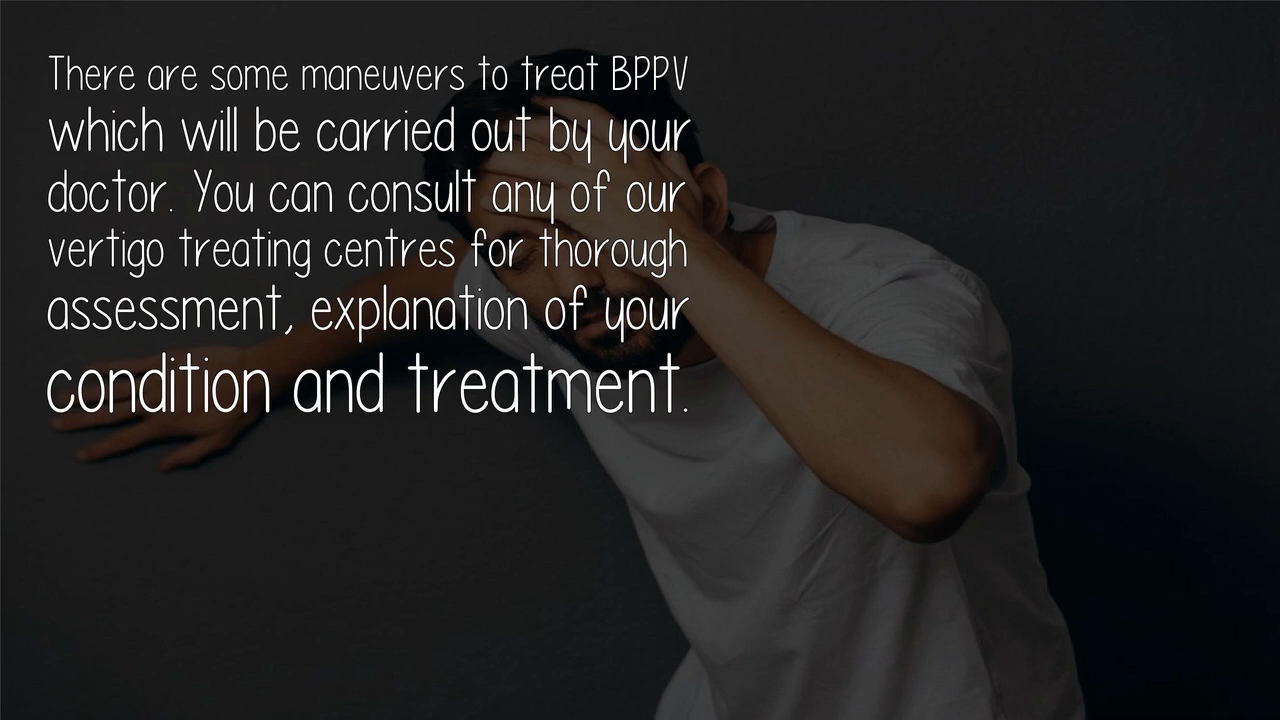 There are some maneuvers to treat BPPV
which will be carried out by your
doctor. You can consult any of our
vertigo treating centres for thorough
assessment, explanation of your
condition and treatment.